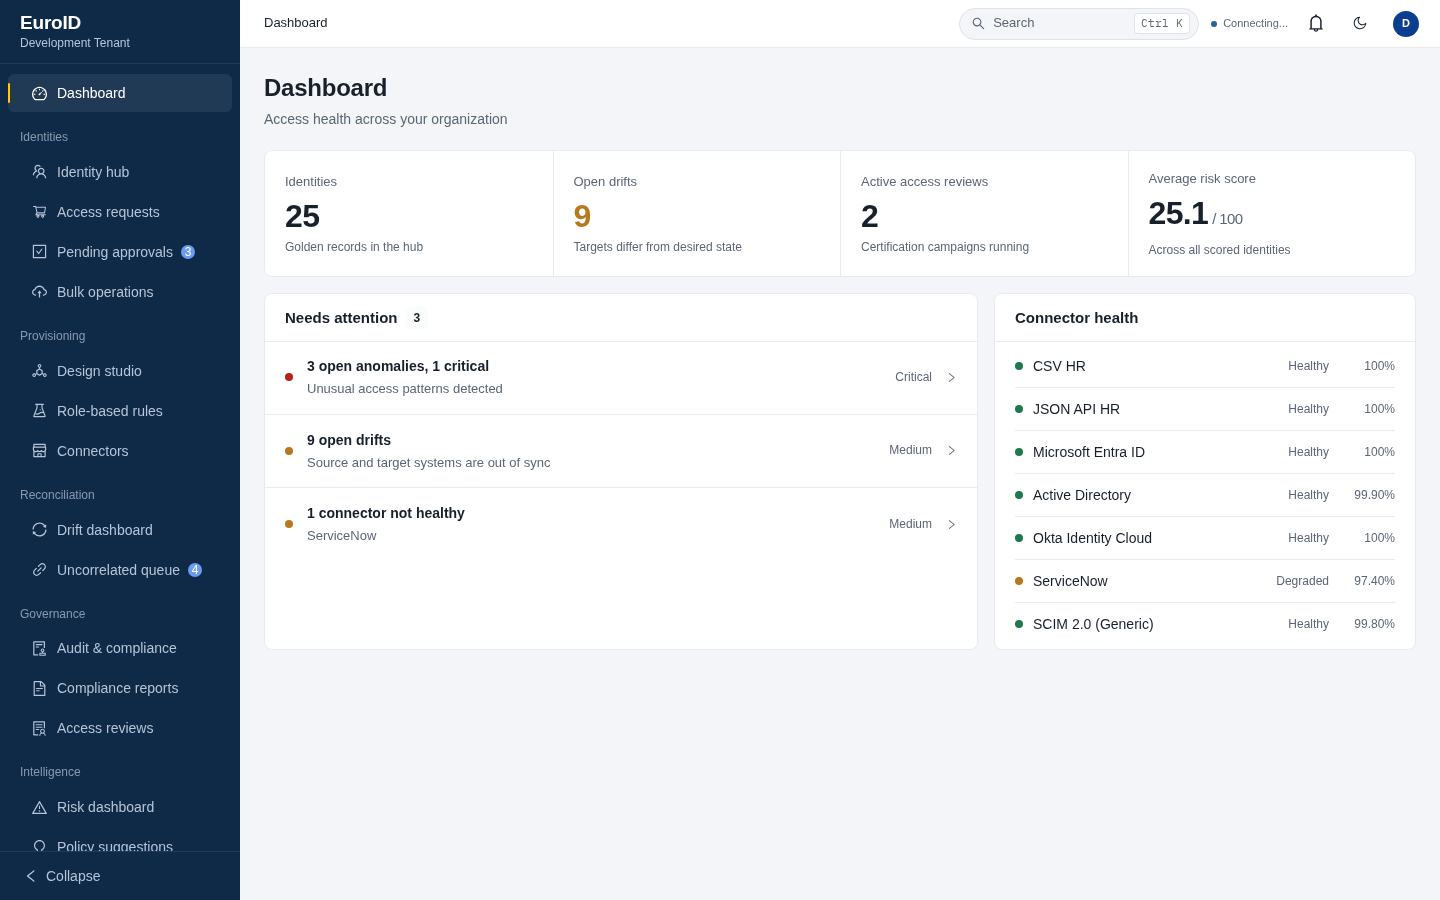 EuroID
Development Tenant
Dashboard
Identities
Identity hub
Access requests
Pending approvals 3
Bulk operations
Provisioning
Design studio
Role-based rules
Connectors
Reconciliation
Drift dashboard
Uncorrelated queue 4
Governance
Audit & compliance
Compliance reports
Access reviews
Intelligence
Risk dashboard
Policy suggestions
Collapse
Dashboard
Search Ctrl K
Connecting...
D
Dashboard
Access health across your organization
Identities
25
Golden records in the hub
Open drifts
9
Targets differ from desired state
Active access reviews
2
Certification campaigns running
Average risk score
25.1 / 100
Across all scored identities
Needs attention 3
3 open anomalies, 1 critical
Unusual access patterns detected
Critical
9 open drifts
Source and target systems are out of sync
Medium
1 connector not healthy
ServiceNow
Medium
Connector health
CSV HR Healthy 100%
JSON API HR Healthy 100%
Microsoft Entra ID Healthy 100%
Active Directory Healthy 99.90%
Okta Identity Cloud Healthy 100%
ServiceNow Degraded 97.40%
SCIM 2.0 (Generic) Healthy 99.80%